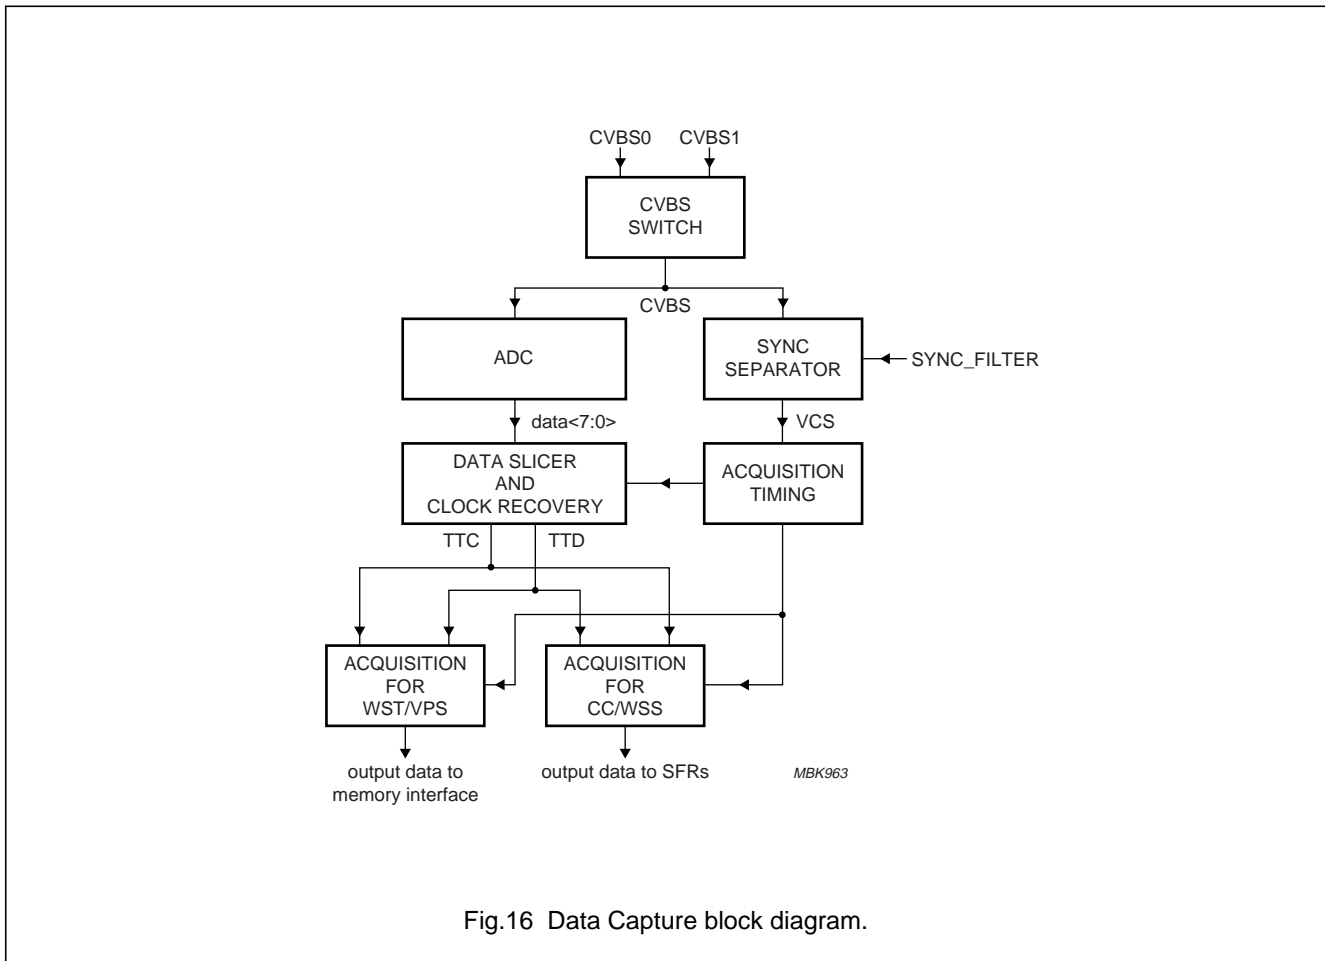 CVBS0 CVBS1
CVBS
SWITCH
CVBS
ADC
SYNC
SEPARATOR
SYNC_FILTER
data<7:0>
VCS
DATA SLICER
AND
CLOCK RECOVERY
ACQUISITION
TIMING
TTC TTD
ACQUISITION
FOR
WST/VPS
ACQUISITION
FOR
CC/WSS
output data to
memory interface
output data to SFRs
MBK963
Fig.16 Data Capture block diagram.